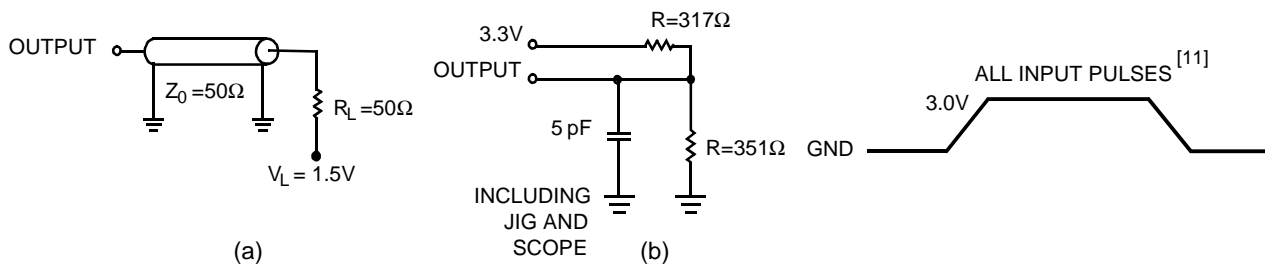 OUTPUT
Z0 =50Ω
RL =50Ω
VL = 1.5V
(a)
R=317Ω
3.3V
OUTPUT
5 pF
R=351Ω
INCLUDING
JIG AND
SCOPE
(b)
ALL INPUT PULSES [11]
3.0V
GND